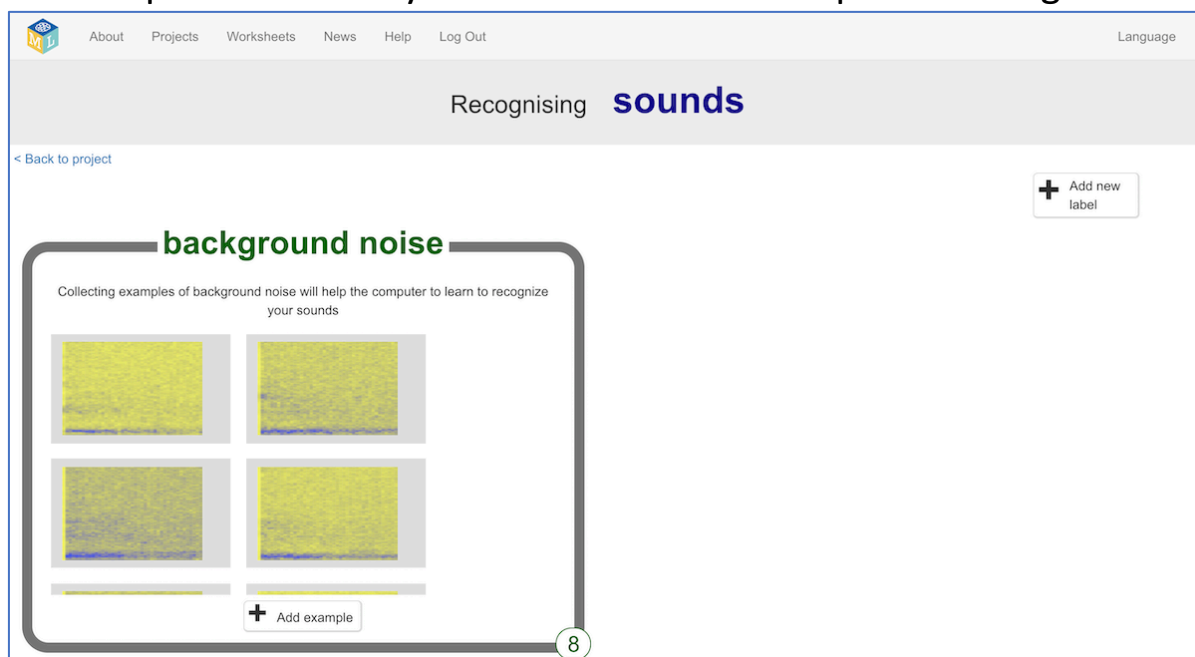 About Projects Worksheets News Help Log Out Language
Recognising sounds
< Back to project
Add new
label
background noise
Collecting examples of background noise will help the computer to learn to recognize
your sounds
Add example
8